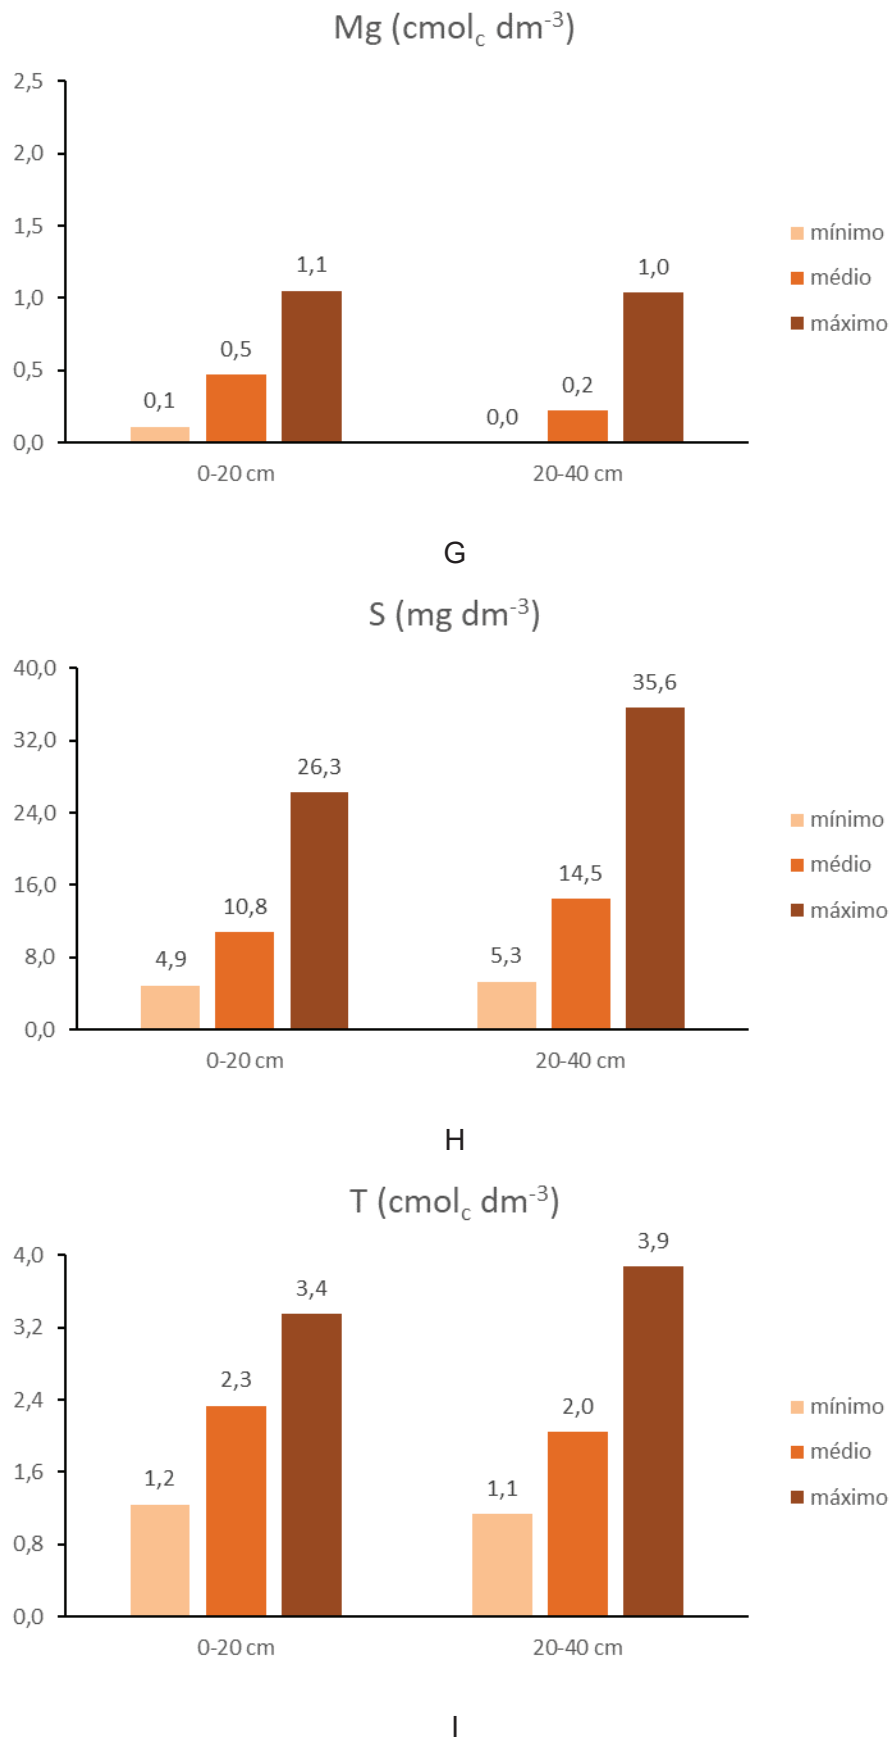 Mg (cmolc dm-3)
2,5
2,0
1,5
1,0
0,5
0,0
0,1
0,5
1,1
0,0
0,2
1,0
0-20 cm
20-40 cm
mínimo
médio
máximo
G
S (mg dm-3)
40,0
32,0
24,0
16,0
8,0
0,0
4,9
10,8
26,3
5,3
14,5
35,6
0-20 cm
20-40 cm
mínimo
médio
máximo
H
T (cmolc dm-3)
4,0
3,2
2,4
1,6
0,8
0,0
1,2
2,3
3,4
1,1
2,0
3,9
0-20 cm
20-40 cm
mínimo
médio
máximo
I